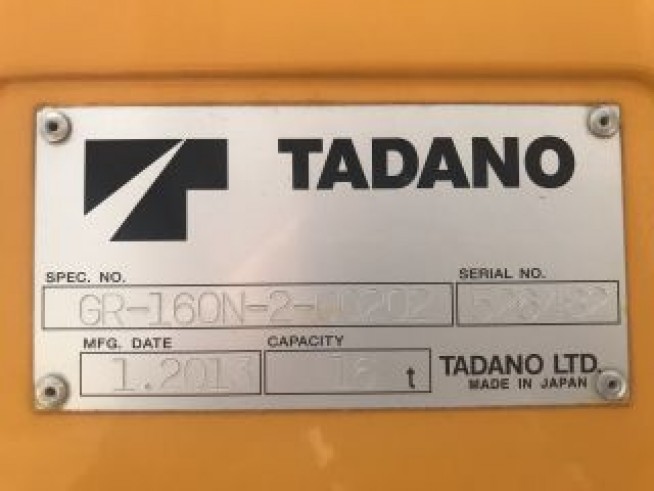 TADANO
SPEC. NO.
SERIAL NO.
GR-160N-2-00202
MFG. DATE
CAPACITY
1.2013
16 t
TADANO LTD.
MADE IN JAPAN